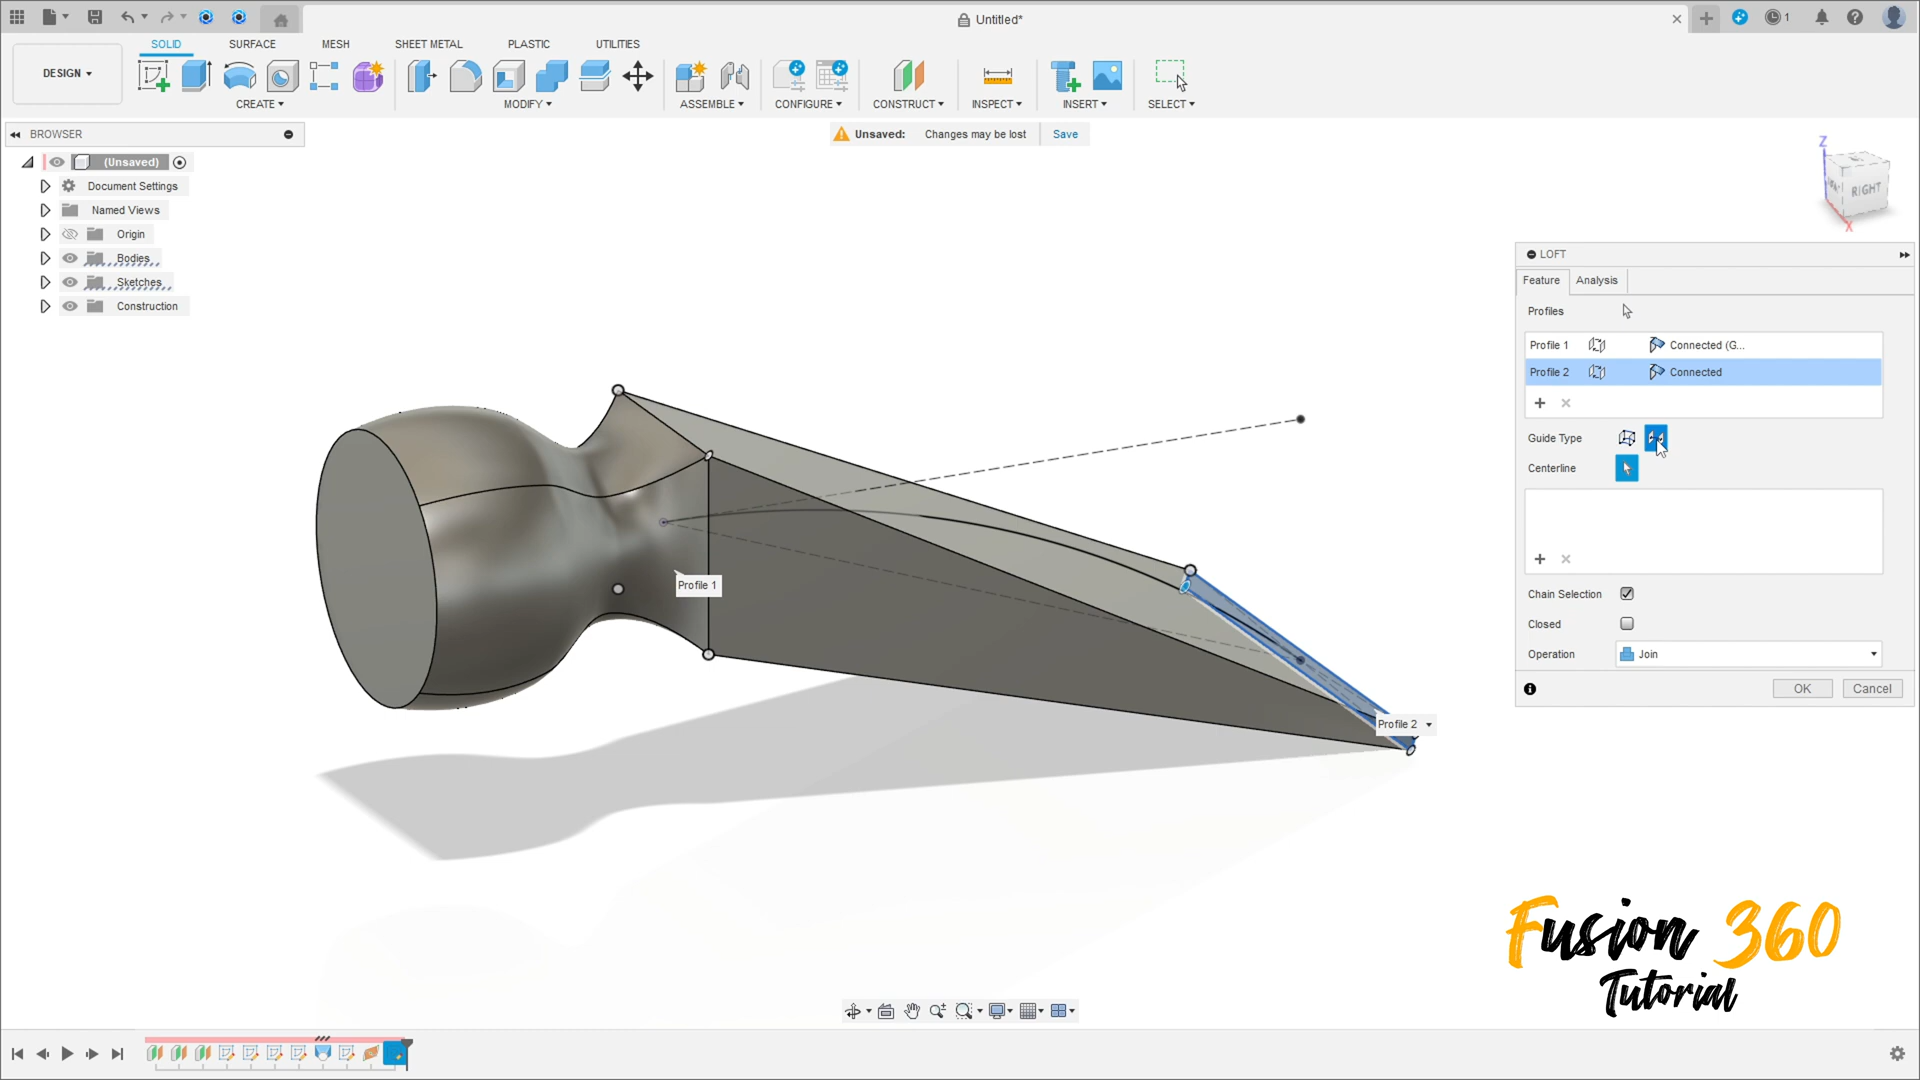 Untitled*
1
DESIGN
SOLID
SURFACE
MESH
SHEET METAL
PLASTIC
UTILITIES
CREATE
MODIFY
ASSEMBLE
CONFIGURE
CONSTRUCT
INSPECT
INSERT
SELECT
BROWSER
Unsaved: Changes may be lost Save
(Unsaved)
Document Settings
Named Views
Origin
Bodies
Sketches
Construction
Z
RIGHT
X
LOFT
Feature Analysis
Profiles
Profile 1 Connected (G...
Profile 2 Connected
Guide Type
Centerline
Chain Selection
Closed
Operation Join
OK Cancel
Profile 1
Profile 2
Fusion 360
Tutorial